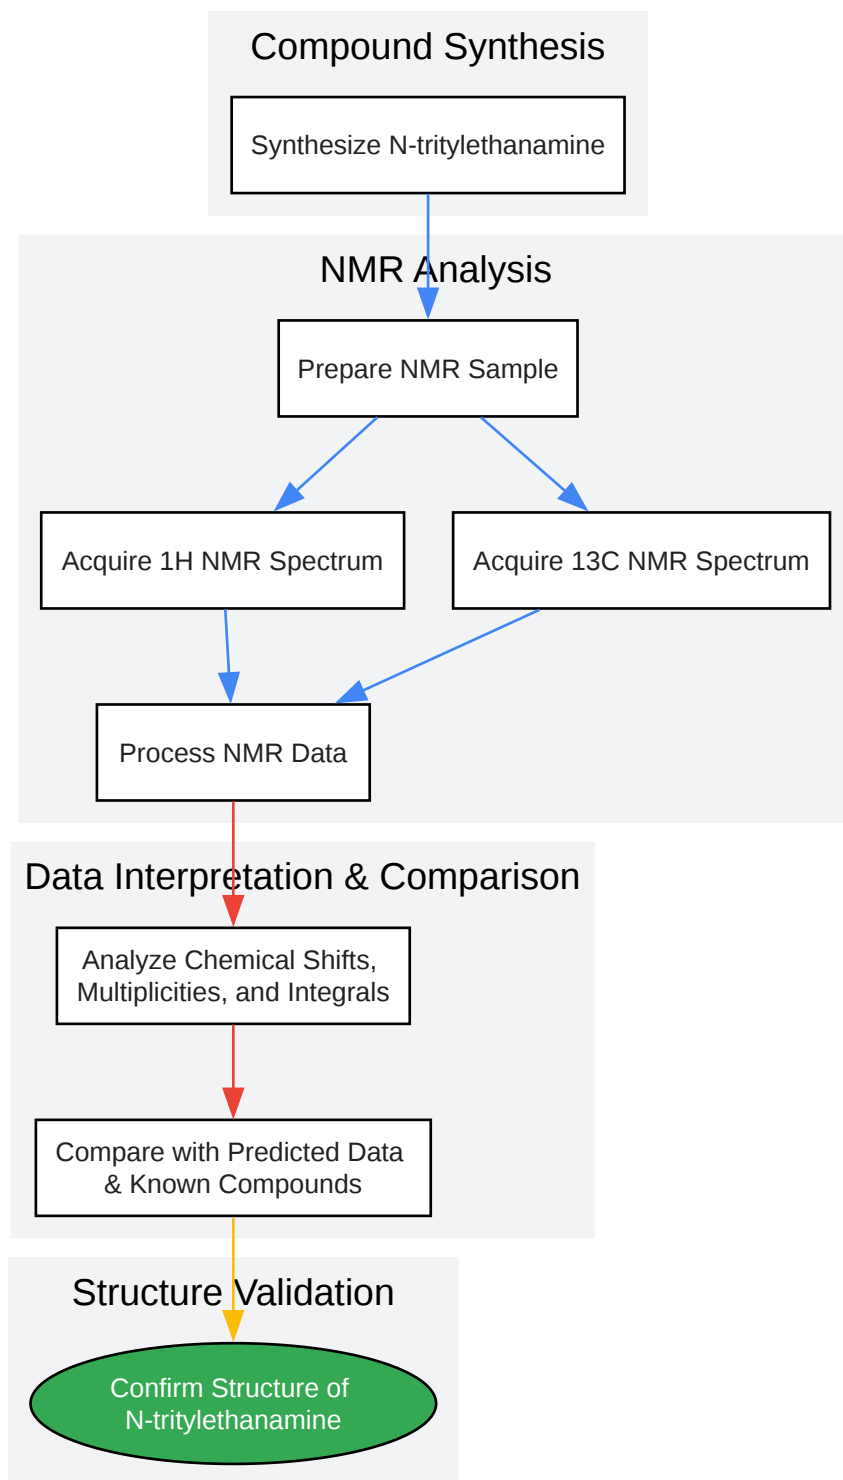 Compound Synthesis
Synthesize N-tritylethanamine
NMR Analysis
Prepare NMR Sample
Acquire 1H NMR Spectrum
Acquire 13C NMR Spectrum
Process NMR Data
Data Interpretation & Comparison
Analyze Chemical Shifts,
Multiplicities, and Integrals
Compare with Predicted Data
& Known Compounds
Structure Validation
Confirm Structure of
N-tritylethanamine